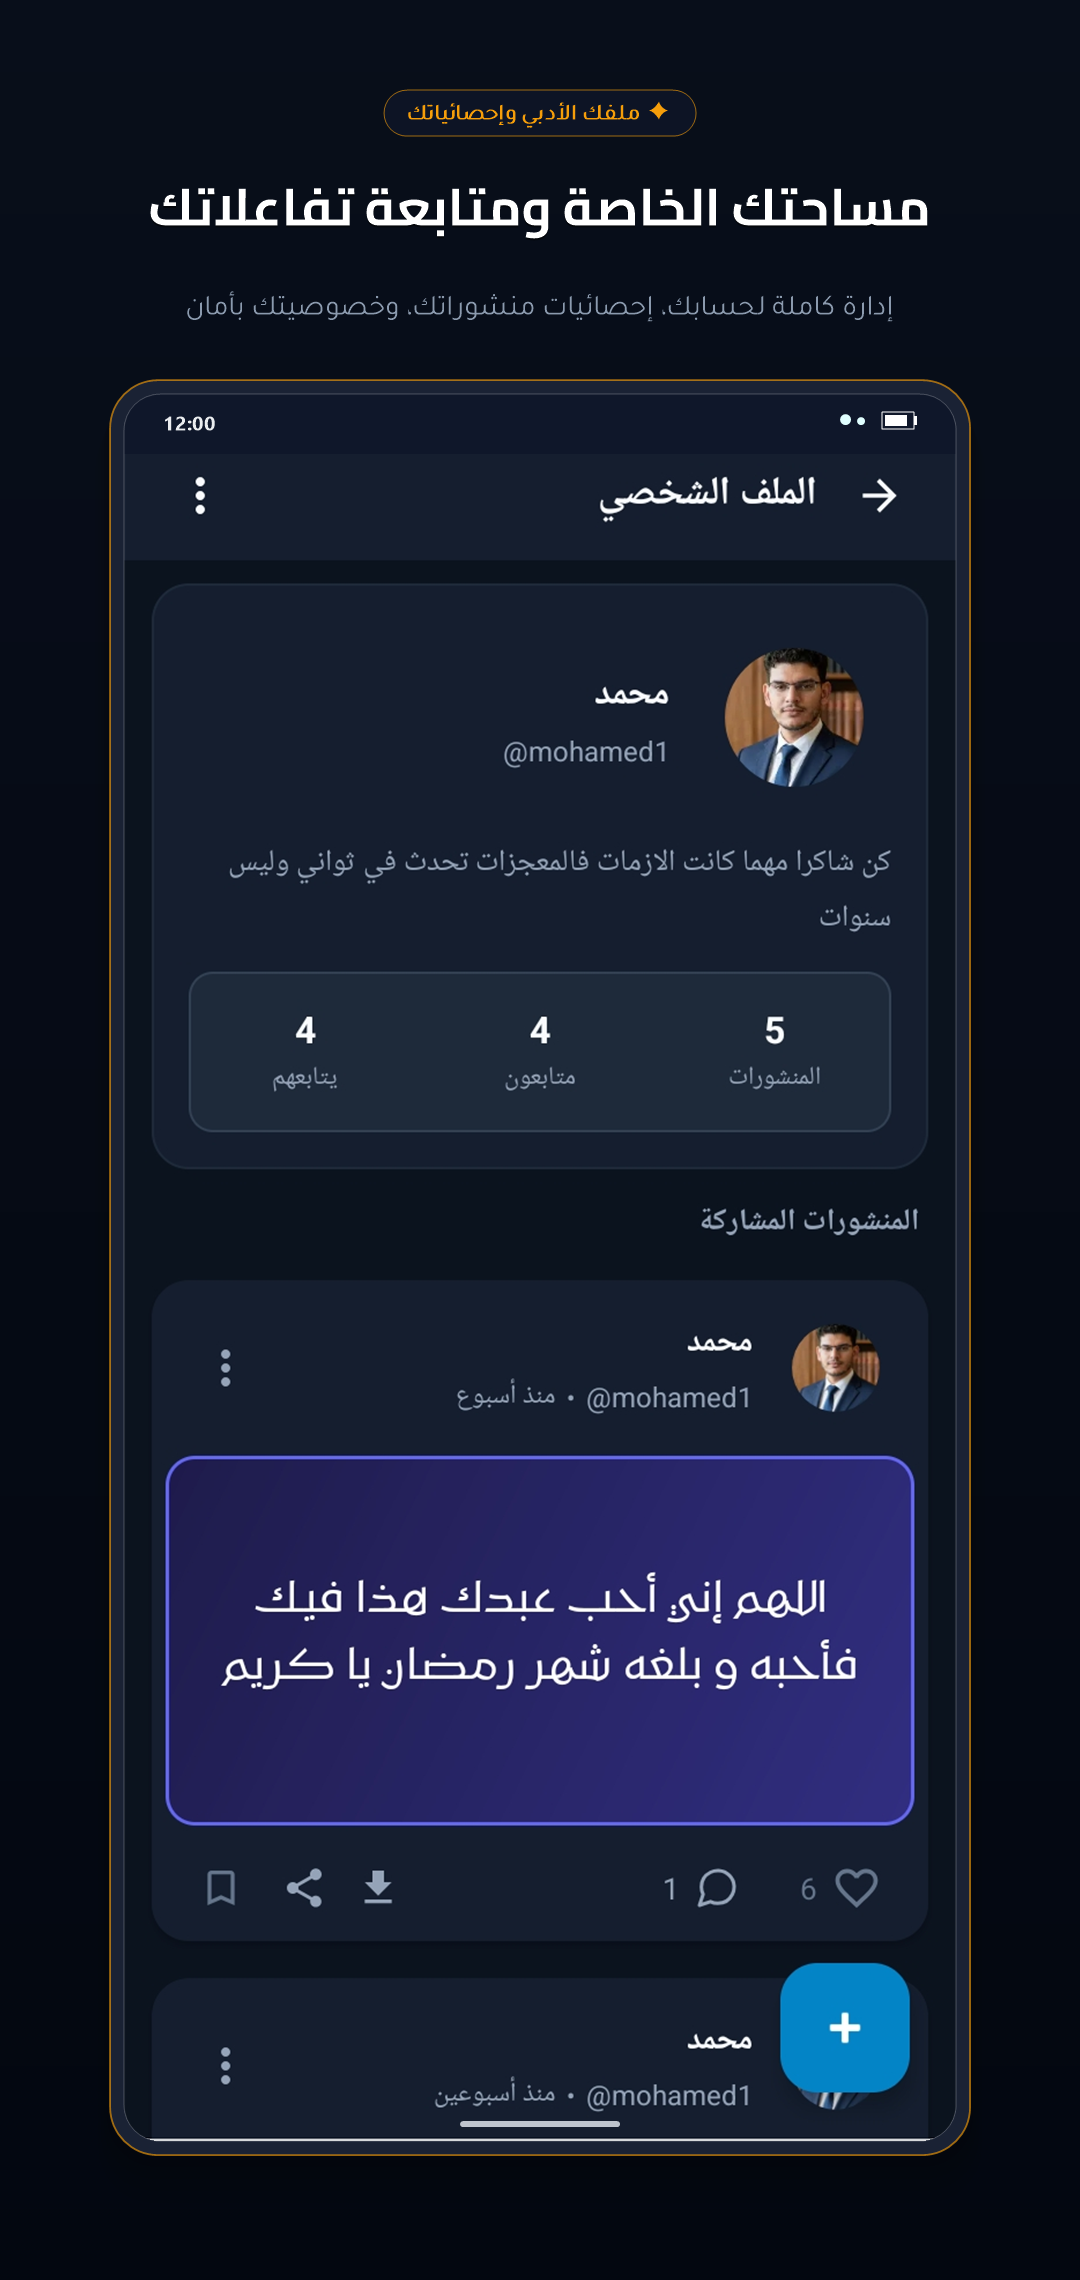 ✦ ملفك الأدبي وإحصائياتك
مساحتك الخاصة ومتابعة تفاعلاتك
إدارة كاملة لحسابك، إحصائيات منشوراتك، وخصوصيتك بأمان
12:00
الملف الشخصي
محمد
@mohamed1
كن شاكرا مهما كانت الازمات فالمعجزات تحدث في ثواني وليس
سنوات
5 4 4
المنشورات متابعون يتابعهم
المنشورات المشاركة
محمد
@mohamed1 • منذ أسبوع
اللهم إني أحب عبدك هذا فيك
فأحبه و بلغه شهر رمضان يا كريم
6 1
محمد
@mohamed1 • منذ أسبوعين